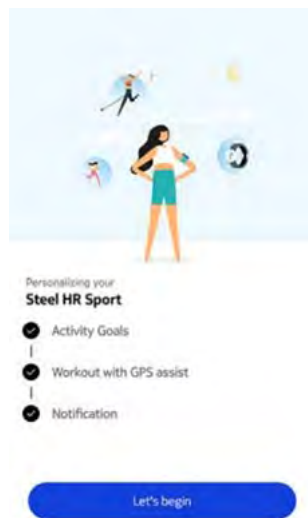 Personalizing your
Steel HR Sport
Activity Goals
Workout with GPS assist
Notification
Let's begin